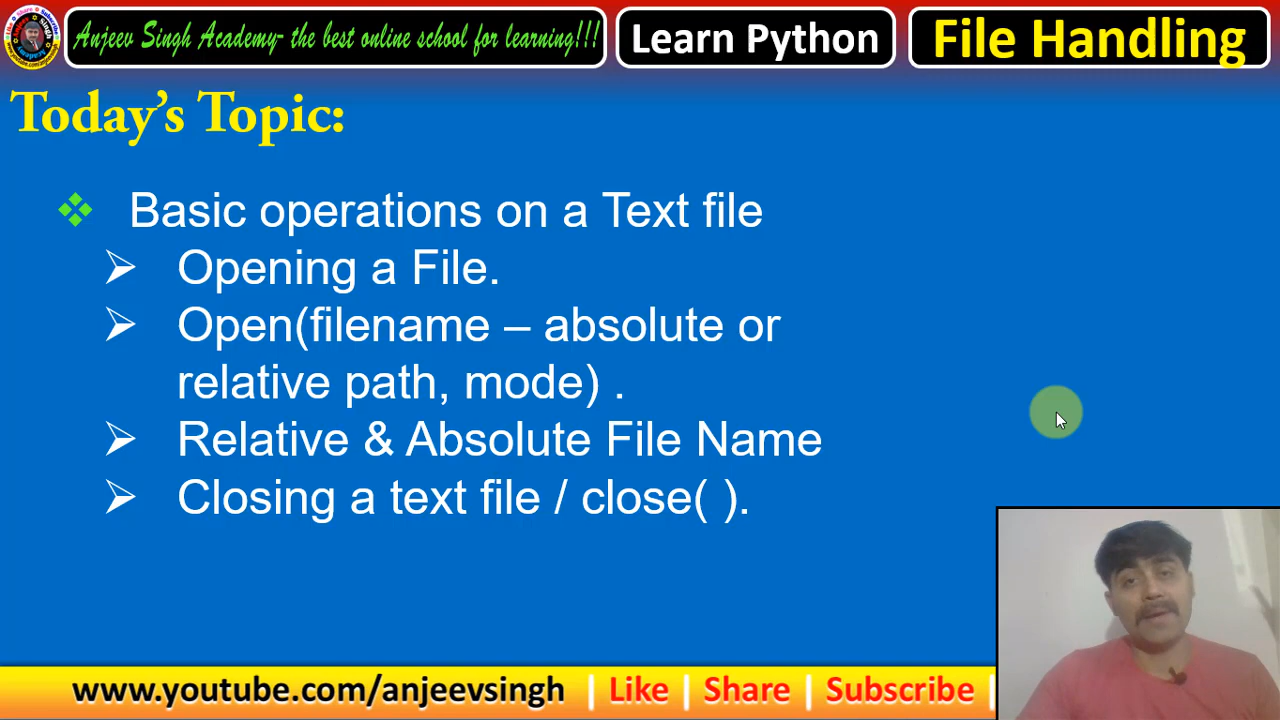 Anjeev Singh Academy- the best online school for learning!!!
Learn Python
File Handling
Today's Topic:
❖ Basic operations on a Text file
➢ Opening a File.
➢ Open(filename – absolute or
relative path, mode) .
➢ Relative & Absolute File Name
➢ Closing a text file / close( ).
www.youtube.com/anjeevsingh | Like | Share | Subscribe |